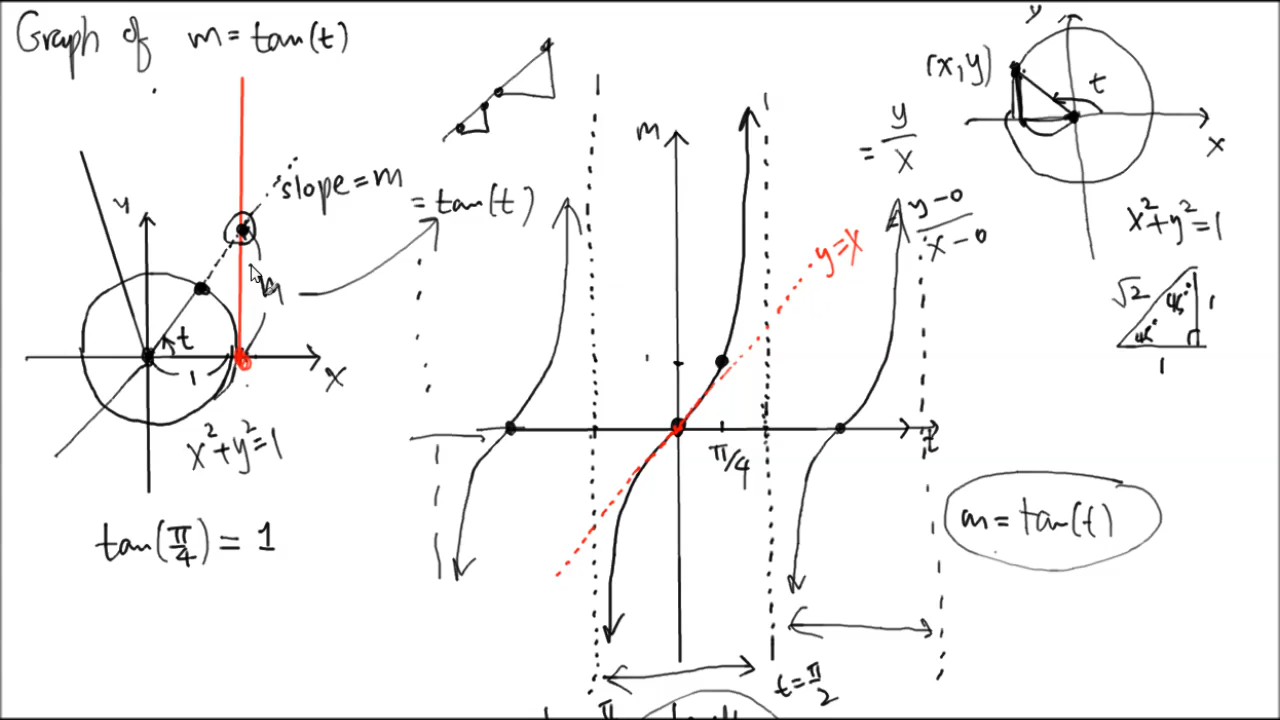 Graph of m = tan(t)
y
(x,y)
t
x
x²+y²=1
√2
45°
45°
1
1
m
= y/x
= y-0/x-0
slope = m
= tan(t)
y
m
t
1
x
x²+y²=1
tan(π/4) = 1
y=x
π/4
t
m = tan(t)
t = π/2